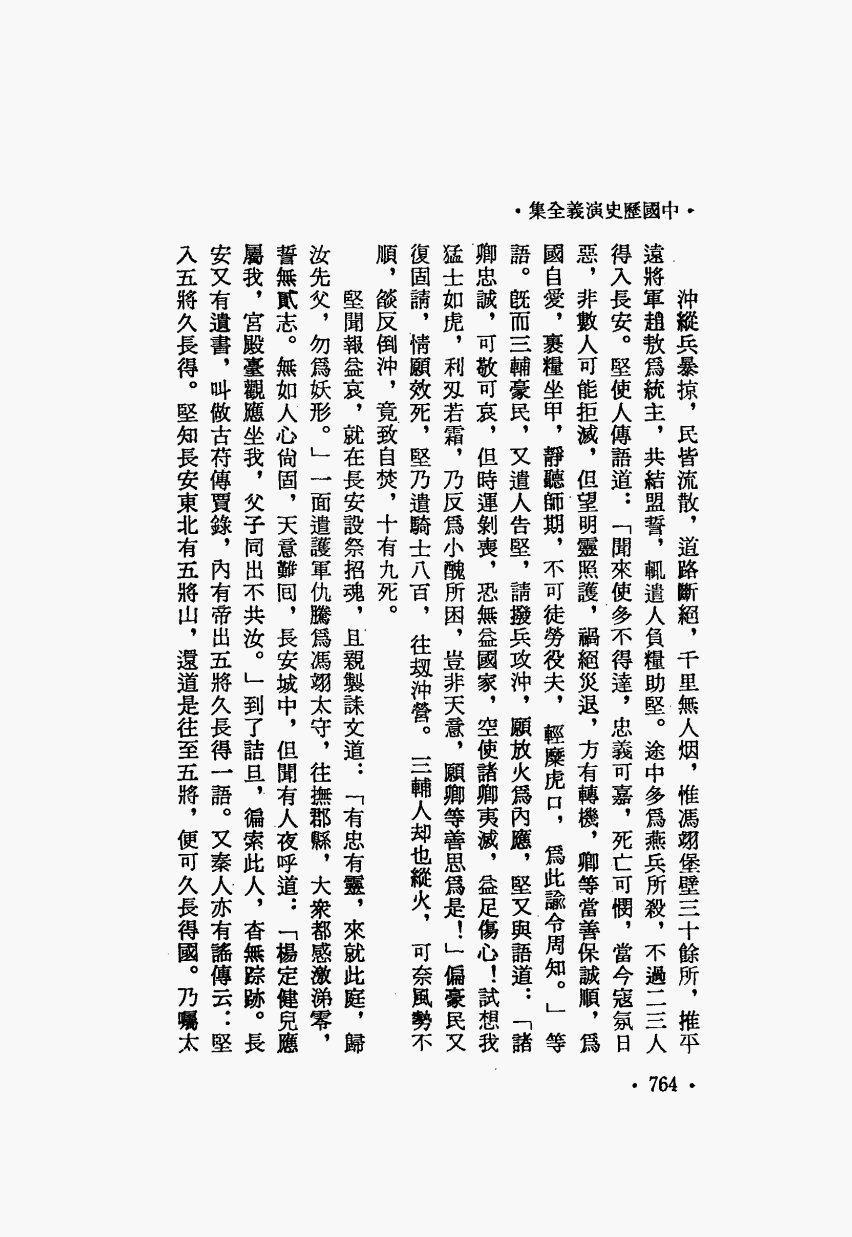 •中國歷史演義全集•
沖縱兵暴掠，民皆流散，道路斷絕，千里無人烟，惟馮翊堡壁三十餘所，推平
遠將軍趙敖爲統主，共結盟誓，輒遣人負糧助堅。途中多爲燕兵所殺，不過二三人
得入長安。堅使人傳語道：「聞來使多不得達，忠義可嘉，死亡可憫，當今寇氛日
惡，非數人可能拒滅，但望明靈照護，禍絕災退，方有轉機，卿等當善保誠順，爲
國自愛，裹糧坐甲，靜聽師期，不可徒勞役夫，輕糜虎口，爲此諭令周知。」等
語。旣而三輔豪民，又遣人告堅，請撥兵攻沖，願放火爲內應，堅又與語道：「諸
卿忠誠，可敬可哀，但時運剝喪，恐無益國家，空使諸卿夷滅，益足傷心！試想我
猛士如虎，利刃若霜，乃反爲小醜所困，豈非天意，願卿等善思爲是！」偏豪民又
復固請，情願效死，堅乃遣騎士八百，往刼沖營。三輔人却也縱火，可奈風勢不
順，燄反倒沖，竟致自焚，十有九死。
堅聞報益哀，就在長安設祭招魂，且親製誄文道：「有忠有靈，來就此庭，歸
汝先父，勿爲妖形。」一面遣護軍仇騰爲馮翊太守，往撫郡縣，大衆都感激涕零，
誓無貳志。無如人心尙固，天意難回，長安城中，但聞有人夜呼道：「楊定健兒應
屬我，宮殿臺觀應坐我，父子同出不共汝。」到了詰旦，徧索此人，杳無踪跡。長
安又有遺書，叫做古苻傳賈錄，內有帝出五將久長得一語。又秦人亦有謠傳云：堅
入五將久長得。堅知長安東北有五將山，還道是往至五將，便可久長得國。乃囑太
•764•